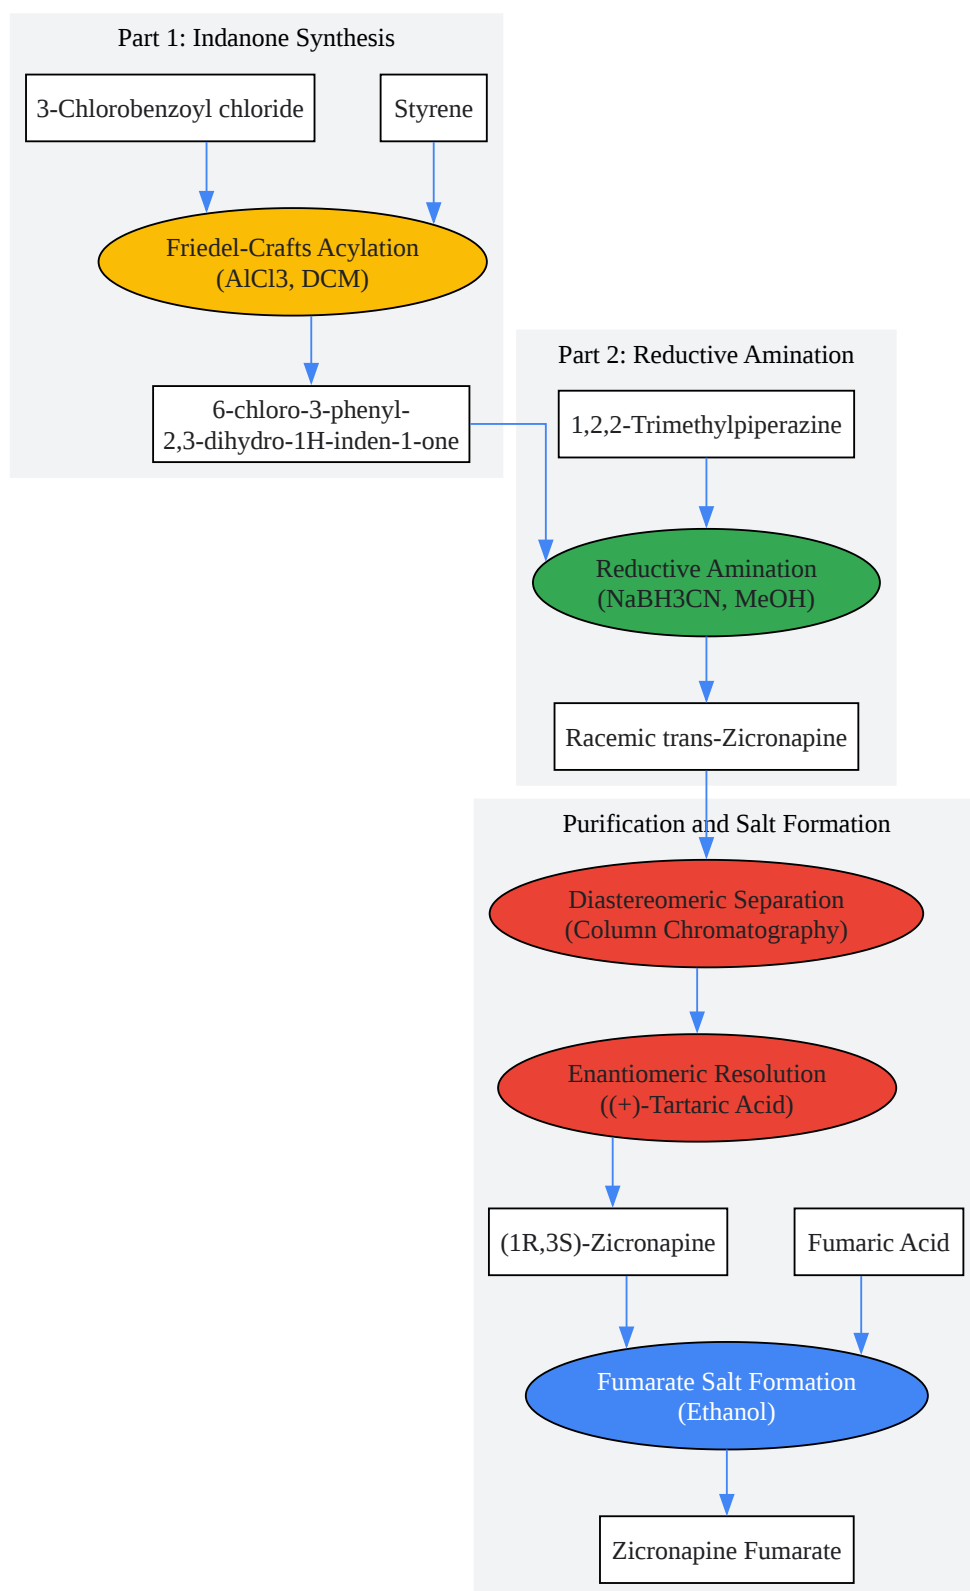 Part 1: Indanone Synthesis
3-Chlorobenzoyl chloride
Styrene
Friedel-Crafts Acylation
(AlCl3, DCM)
6-chloro-3-phenyl-
2,3-dihydro-1H-inden-1-one
Part 2: Reductive Amination
1,2,2-Trimethylpiperazine
Reductive Amination
(NaBH3CN, MeOH)
Racemic trans-Zicronapine
Purification and Salt Formation
Diastereomeric Separation
(Column Chromatography)
Enantiomeric Resolution
((+)-Tartaric Acid)
(1R,3S)-Zicronapine
Fumaric Acid
Fumarate Salt Formation
(Ethanol)
Zicronapine Fumarate